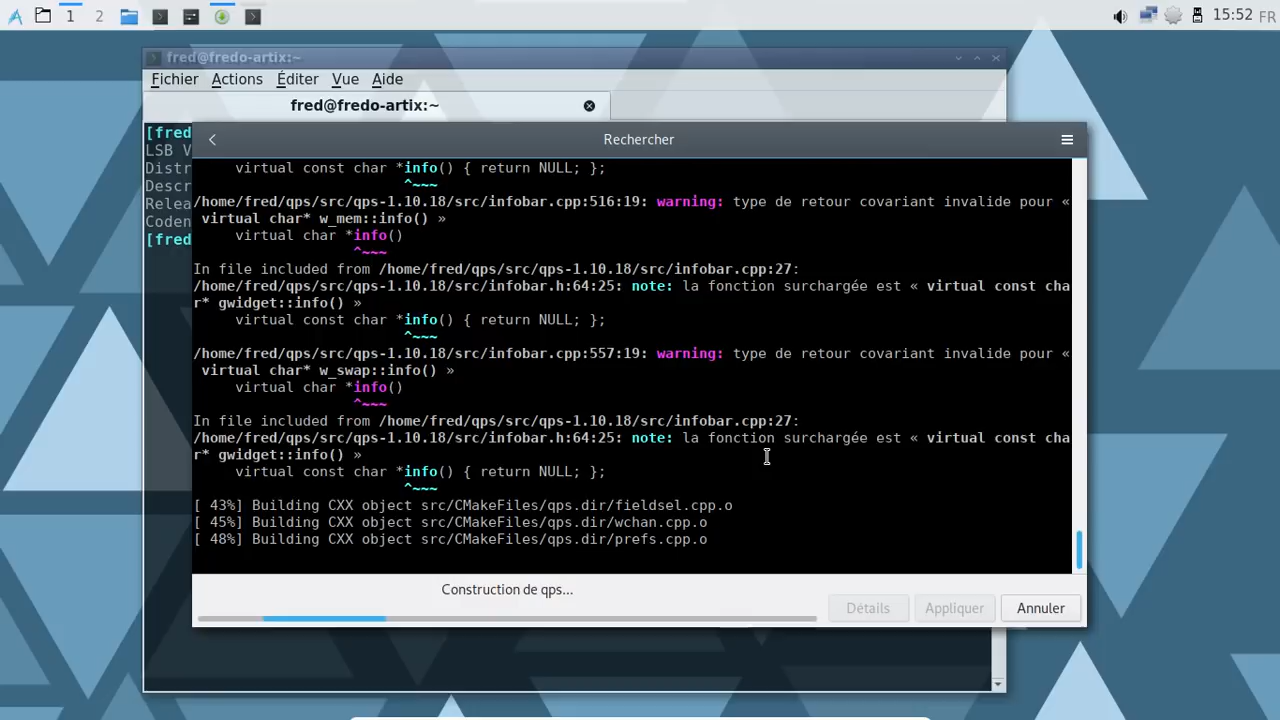 1 2 15:52 FR
fred@fredo-artix:~
Fichier Actions Éditer Vue Aide
fred@fredo-artix:~
[fred
LSB V
Distr
Descr
Relea
Coden
[fred
Rechercher
virtual const char *info() { return NULL; };
^~~~
/home/fred/qps/src/qps-1.10.18/src/infobar.cpp:516:19: warning: type de retour covariant invalide pour «
virtual char* w_mem::info() »
virtual char *info()
^~~~
In file included from /home/fred/qps/src/qps-1.10.18/src/infobar.cpp:27:
/home/fred/qps/src/qps-1.10.18/src/infobar.h:64:25: note: la fonction surchargée est « virtual const cha
r* gwidget::info() »
virtual const char *info() { return NULL; };
^~~~
/home/fred/qps/src/qps-1.10.18/src/infobar.cpp:557:19: warning: type de retour covariant invalide pour «
virtual char* w_swap::info() »
virtual char *info()
^~~~
In file included from /home/fred/qps/src/qps-1.10.18/src/infobar.cpp:27:
/home/fred/qps/src/qps-1.10.18/src/infobar.h:64:25: note: la fonction surchargée est « virtual const cha
r* gwidget::info() »
virtual const char *info() { return NULL; };
^~~~
[ 43%] Building CXX object src/CMakeFiles/qps.dir/fieldsel.cpp.o
[ 45%] Building CXX object src/CMakeFiles/qps.dir/wchan.cpp.o
[ 48%] Building CXX object src/CMakeFiles/qps.dir/prefs.cpp.o
Construction de qps...
Détails Appliquer Annuler